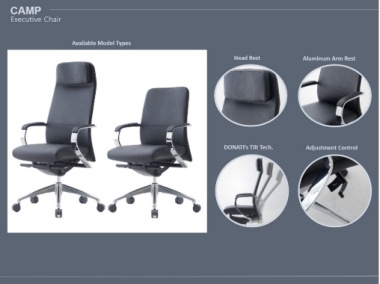 CAMP
Executive Chair
Available Model Types
Head Rest
Aluminum Arm Rest
DONATI's Tilt Tech.
Adjustment Control